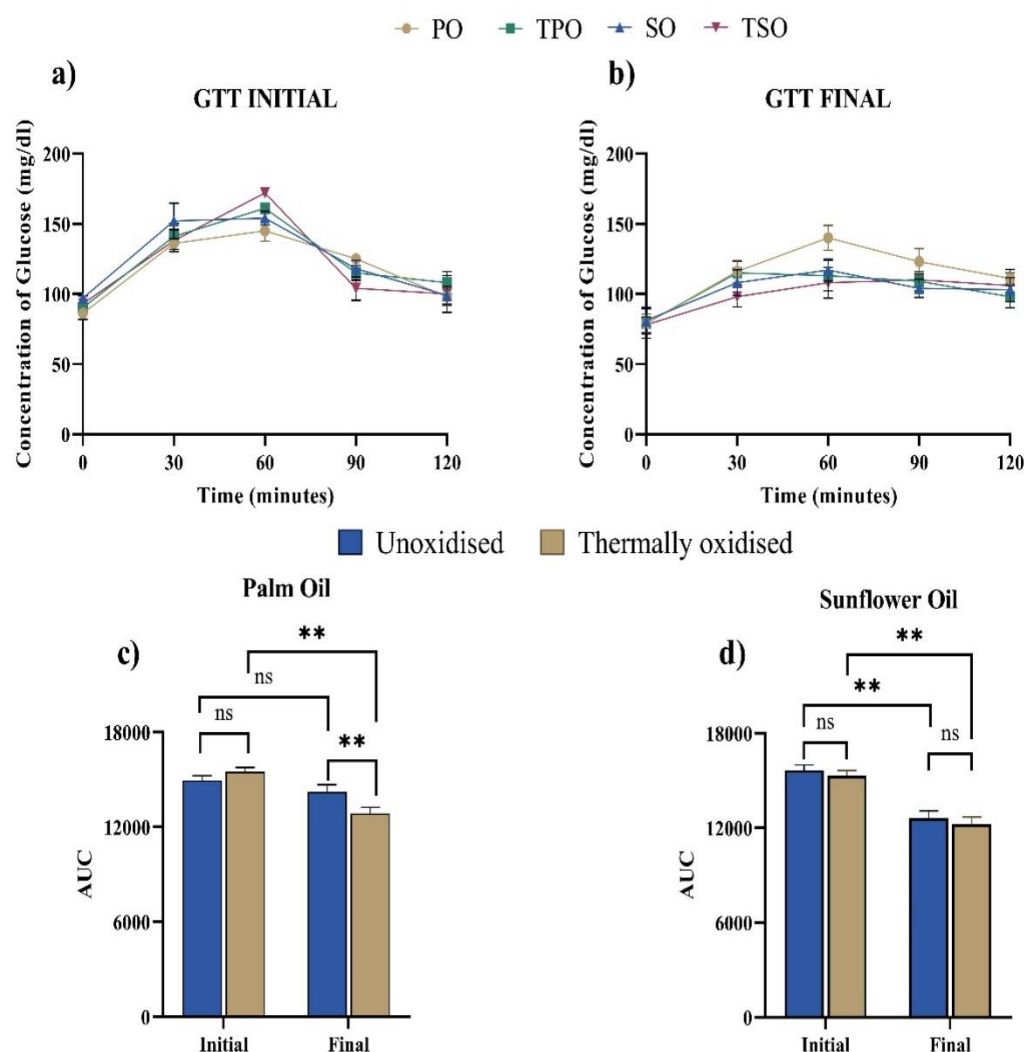 PO TPO SO TSO
a)
GTT INITIAL
Concentration of Glucose (mg/dl)
200
150
100
50
0
0 30 60 90 120
Time (minutes)
b)
GTT FINAL
Concentration of Glucose (mg/dl)
200
150
100
50
0
0 30 60 90 120
Time (minutes)
Unoxidised Thermally oxidised
Palm Oil
c)
**
ns
ns
**
AUC
18000
12000
6000
0
Initial Final
Sunflower Oil
d)
**
**
ns
ns
AUC
18000
12000
6000
0
Initial Final